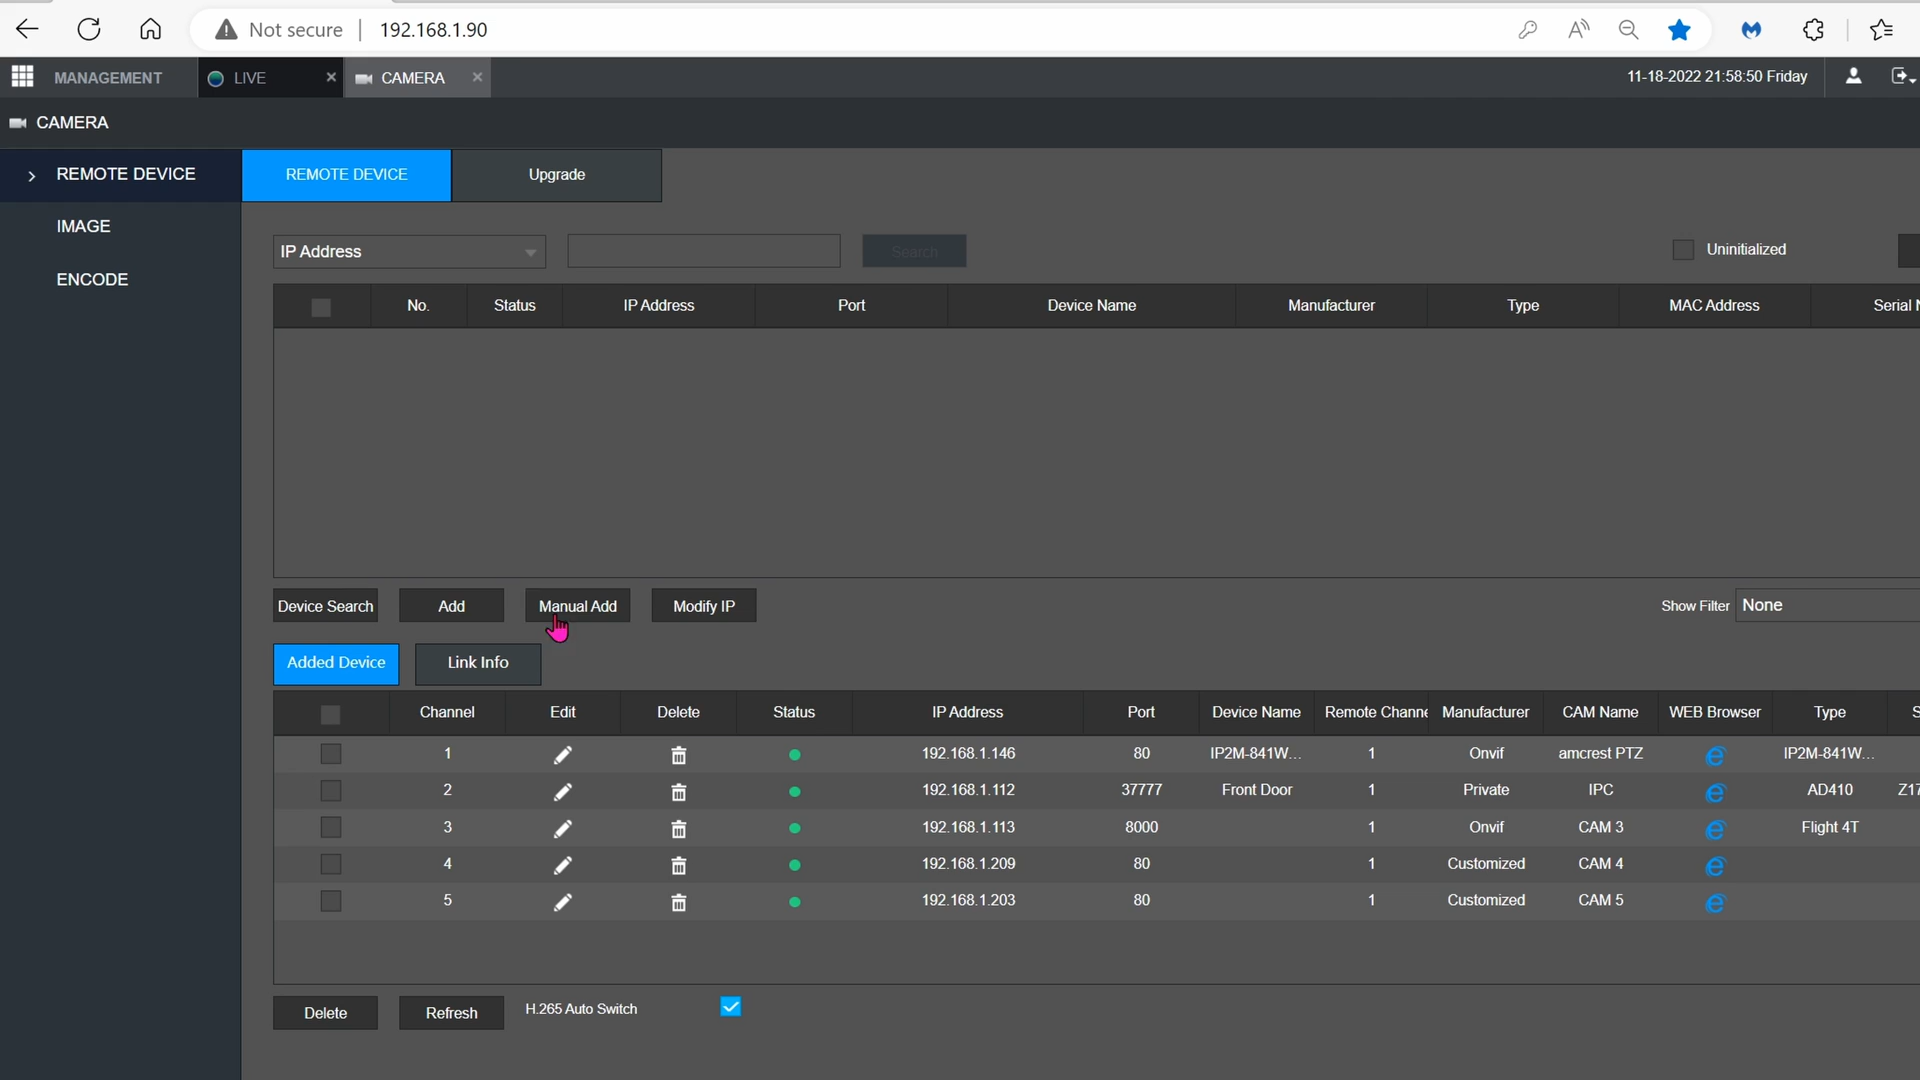 Not secure 192.168.1.90
MANAGEMENT LIVE CAMERA 11-18-2022 21:58:50 Friday
CAMERA
REMOTE DEVICE REMOTE DEVICE Upgrade
IMAGE
IP Address Search Uninitialized
ENCODE
No. Status IP Address Port Device Name Manufacturer Type MAC Address Serial N
Device Search Add Manual Add Modify IP Show Filter None
Added Device Link Info
Channel Edit Delete Status IP Address Port Device Name Remote Channe Manufacturer CAM Name WEB Browser Type S
1 192.168.1.146 80 IP2M-841W... 1 Onvif amcrest PTZ IP2M-841W...
2 192.168.1.112 37777 Front Door 1 Private IPC AD410 Z17
3 192.168.1.113 8000 1 Onvif CAM 3 Flight 4T
4 192.168.1.209 80 1 Customized CAM 4
5 192.168.1.203 80 1 Customized CAM 5
Delete Refresh H.265 Auto Switch